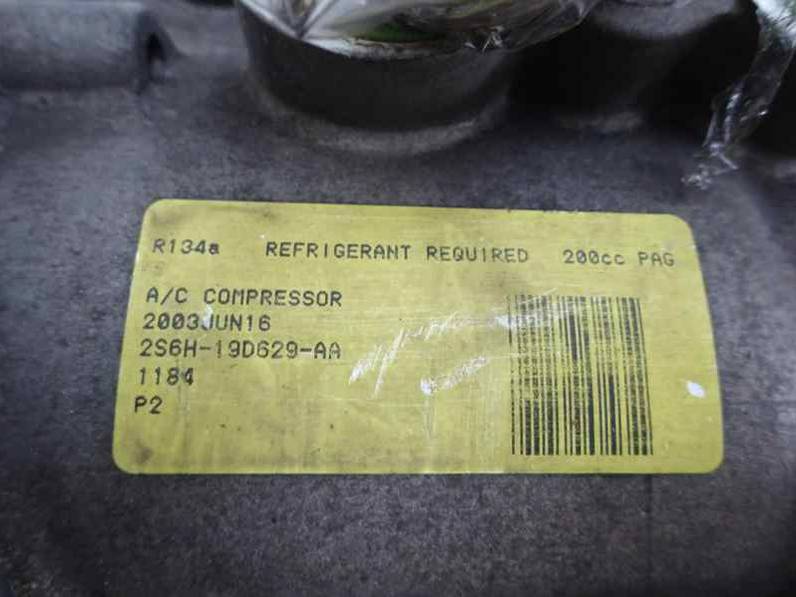 R134a REFRIGERANT REQUIRED 200cc PAG
A/C COMPRESSOR
2003JUN16
2S6H-19D629-AA
1184
P2